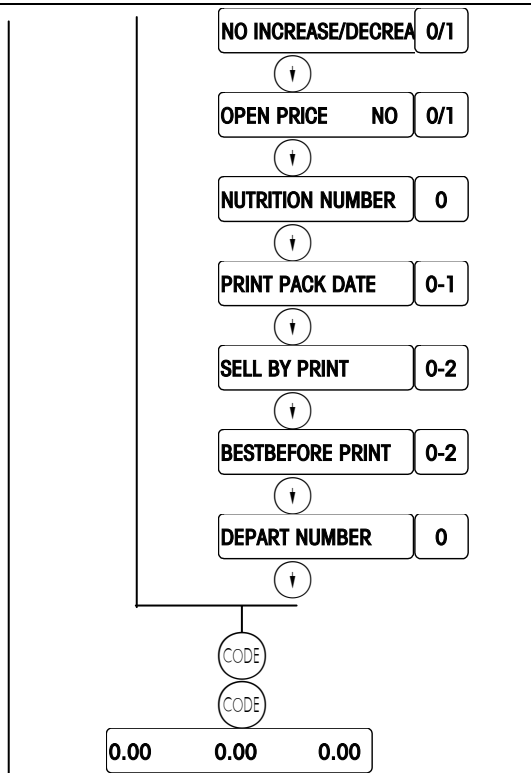 NO INCREASE/DECREA 0/1
OPEN PRICE NO 0/1
NUTRITION NUMBER 0
PRINT PACK DATE 0-1
SELL BY PRINT 0-2
BESTBEFORE PRINT 0-2
DEPART NUMBER 0
CODE
CODE
0.00 0.00 0.00